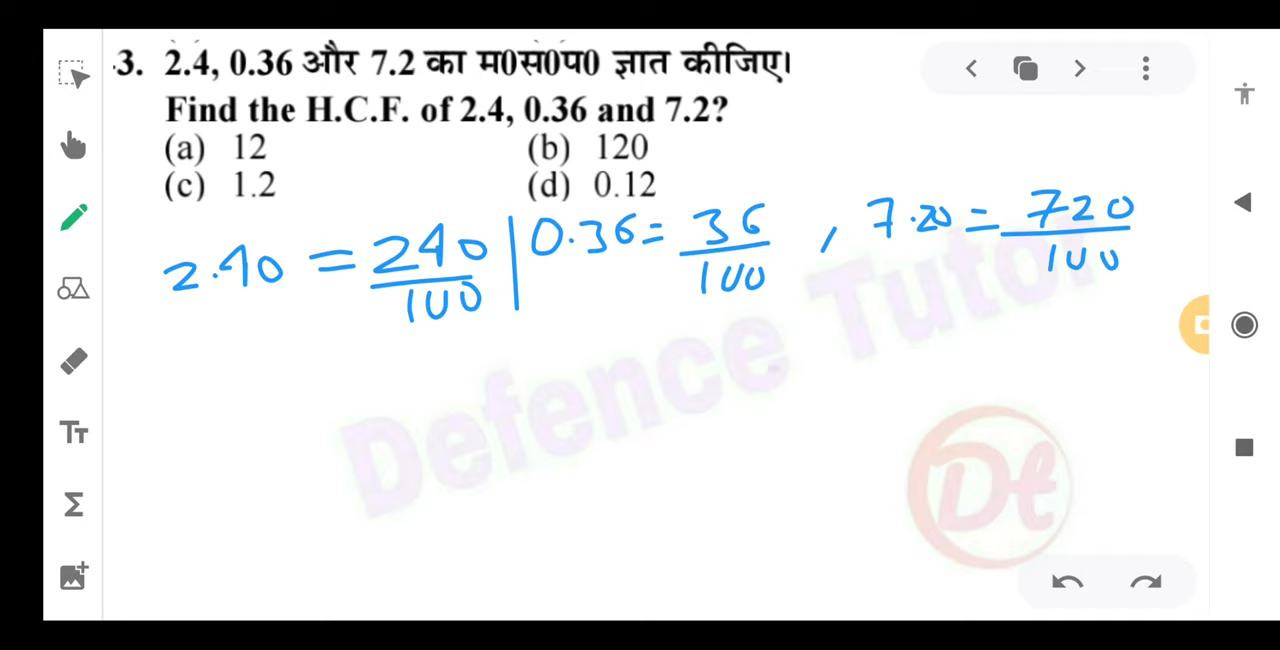 3. 2.4, 0.36 और 7.2 का म0स0प0 ज्ञात कीजिए।
Find the H.C.F. of 2.4, 0.36 and 7.2?
(a) 12 (b) 120
(c) 1.2 (d) 0.12
2.40 = 240/100 | 0.36 = 36/100 , 7.20 = 720/100
Defence Tutor
Dt
Tт
Σ